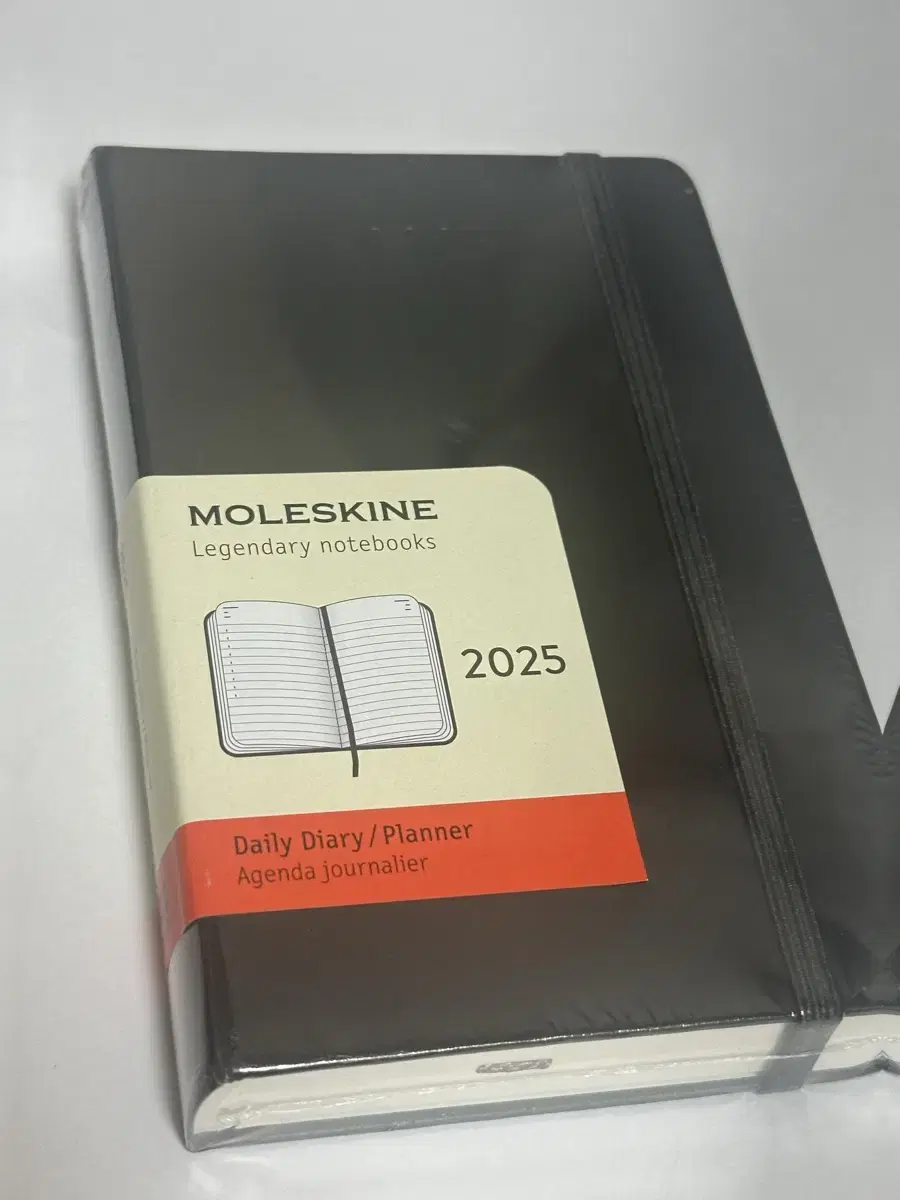 MOLESKINE
Legendary notebooks
2025
Daily Diary / Planner
Agenda journalier